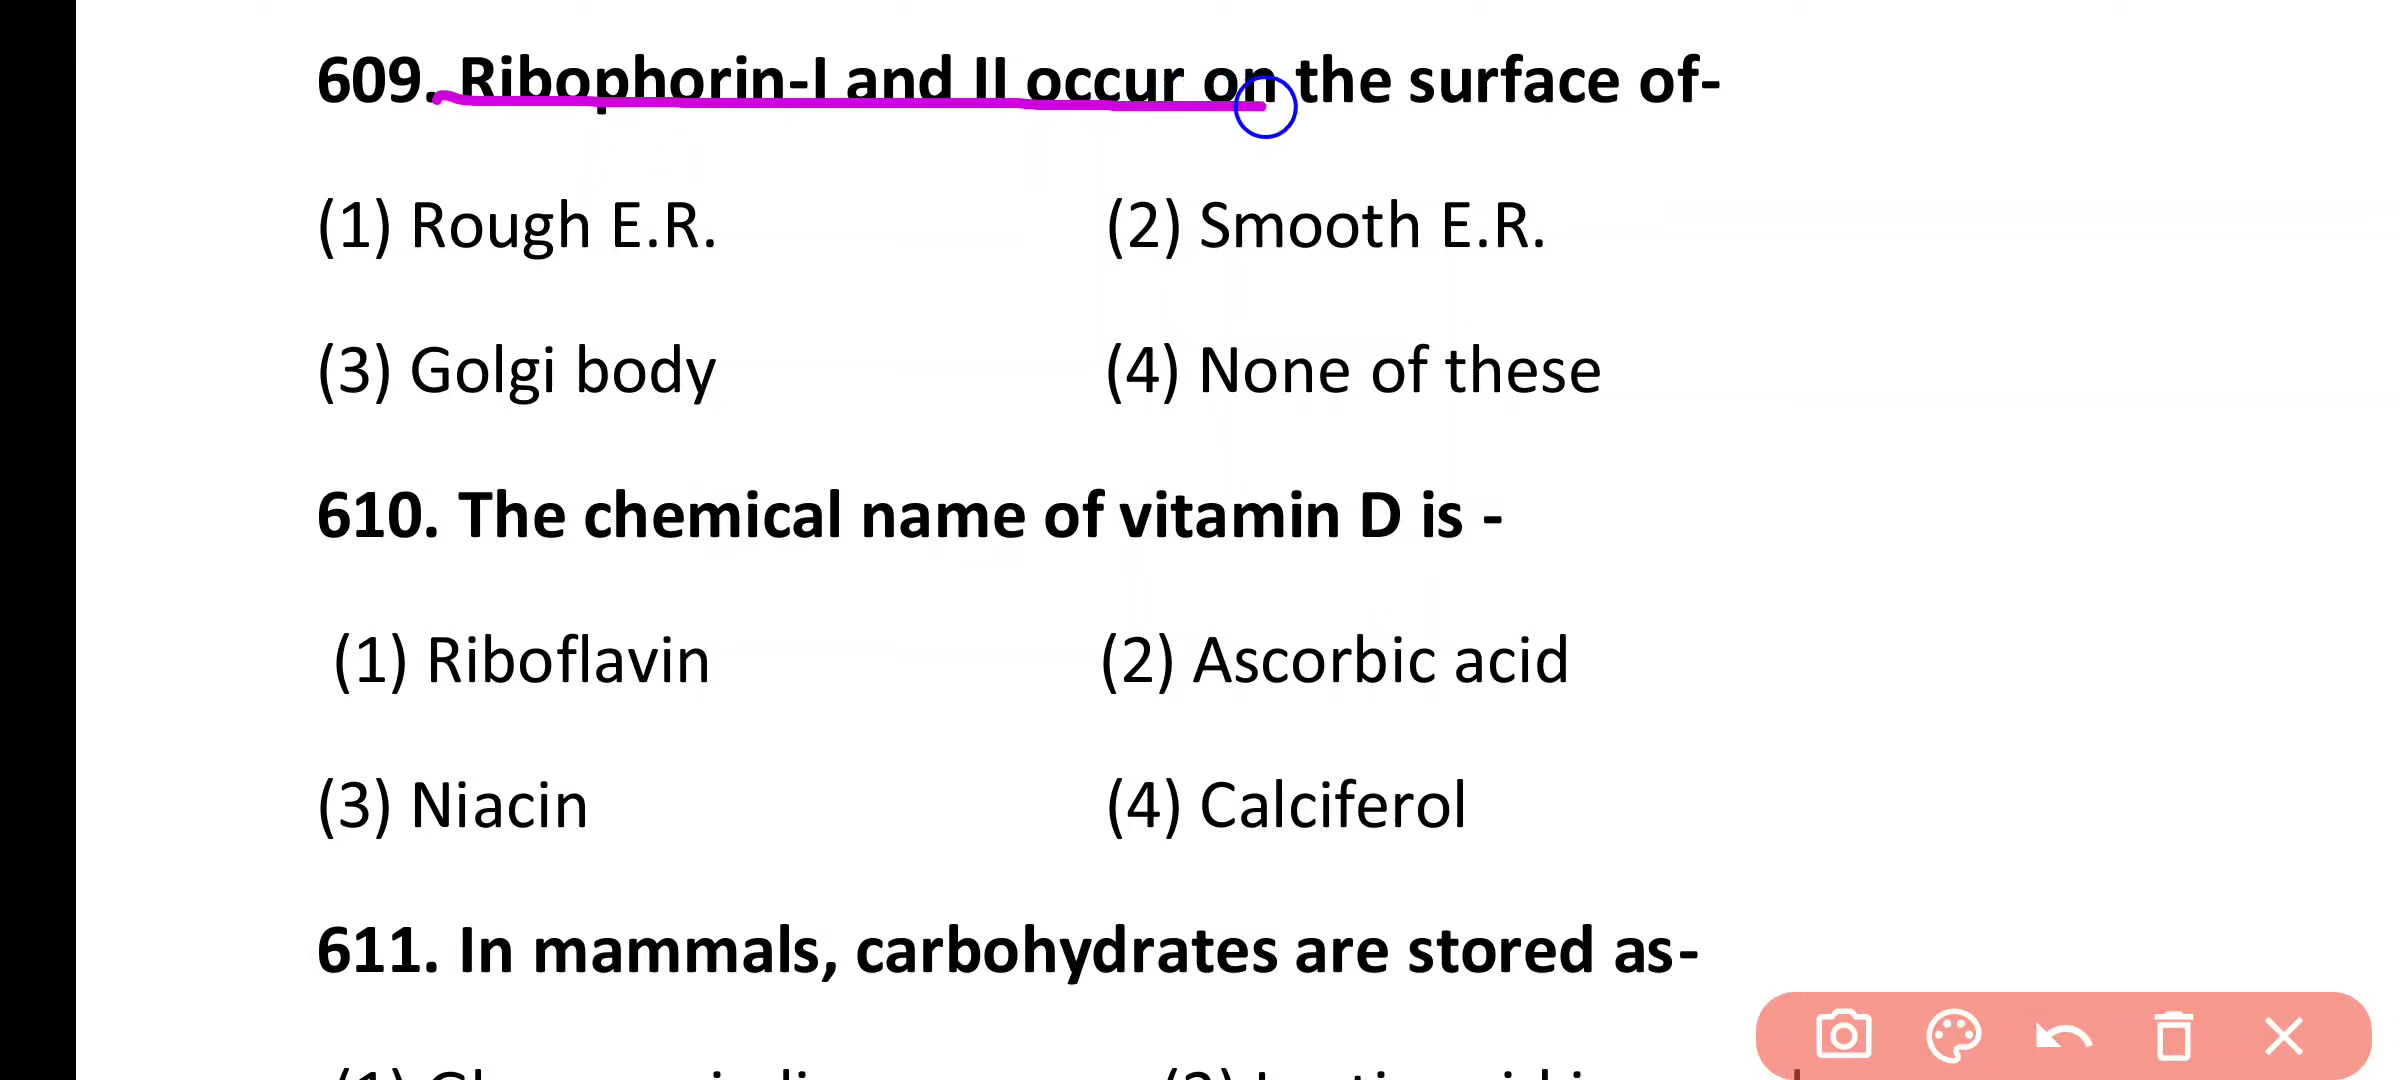 609. Ribophorin-I and II occur on the surface of-
(1) Rough E.R. (2) Smooth E.R.
(3) Golgi body (4) None of these
610. The chemical name of vitamin D is -
(1) Riboflavin (2) Ascorbic acid
(3) Niacin (4) Calciferol
611. In mammals, carbohydrates are stored as-
(1) (2)